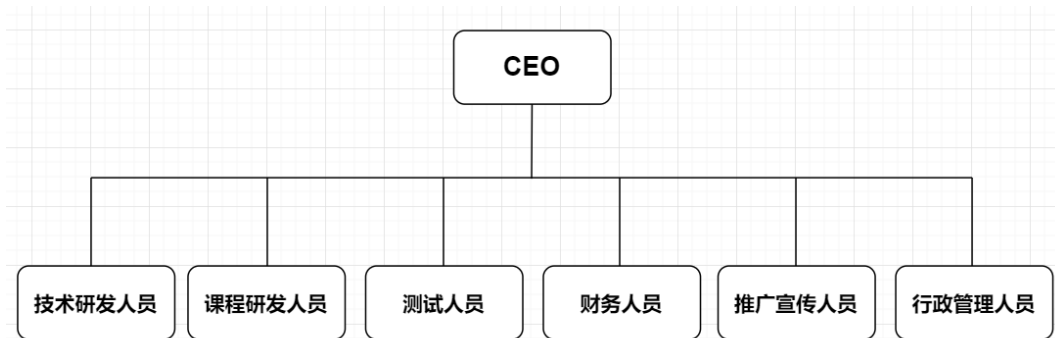 CEO
技术研发人员
课程研发人员
测试人员
财务人员
推广宣传人员
行政管理人员